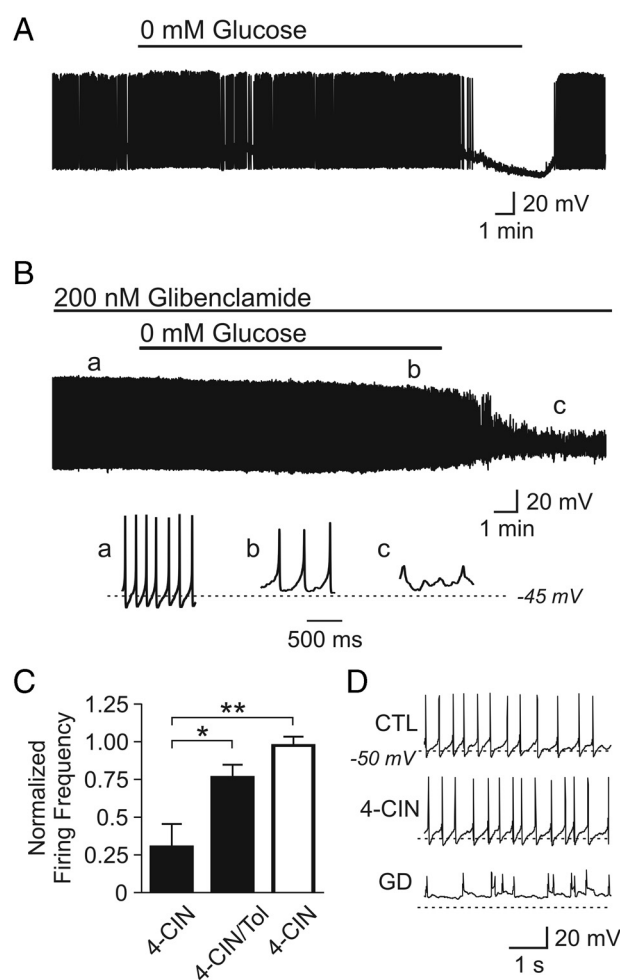 A
0 mM Glucose
20 mV
1 min
B
200 nM Glibenclamide
0 mM Glucose
a
b
c
20 mV
1 min
a
b
c
-45 mV
500 ms
C
D
Normalized
Firing Frequency
1.25
1.00
0.75
0.5
0.25
0
**
*
4-CIN
4-CIN/Tol
4-CIN
CTL
-50 mV
4-CIN
GD
20 mV
1 s